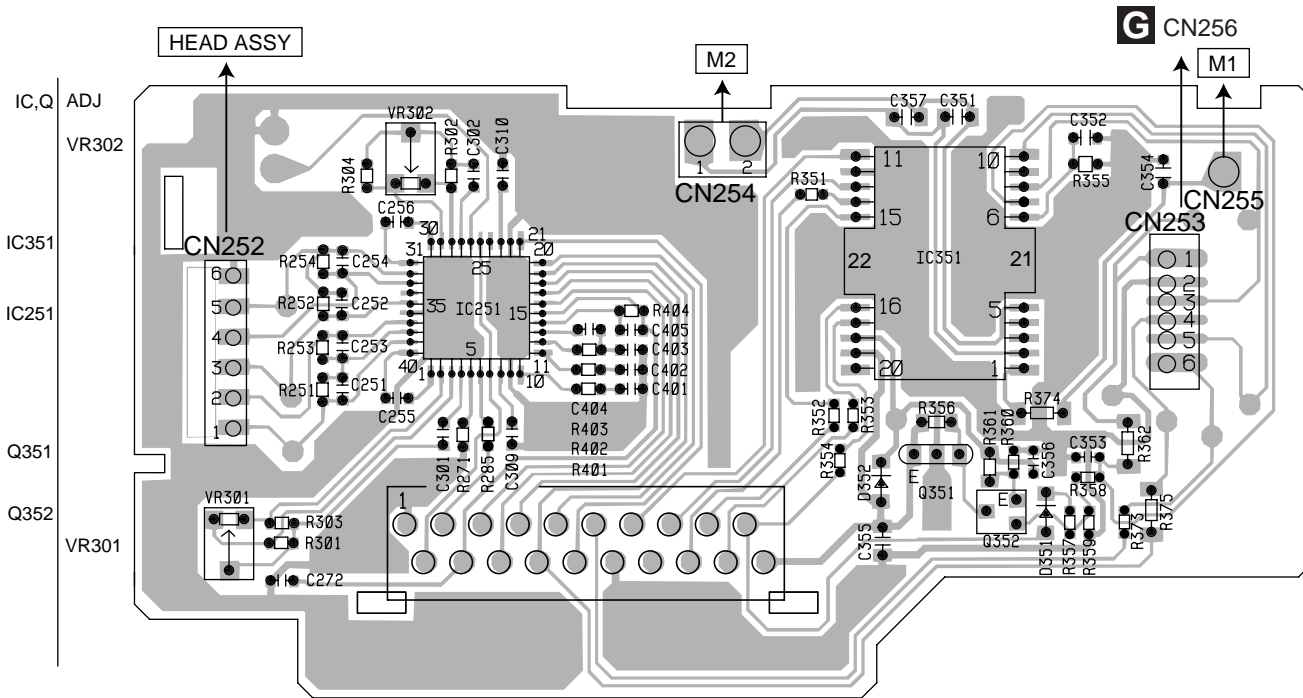 HEAD ASSY
M2
G CN256
M1
IC,Q ADJ
VR302
IC351
IC251
Q351
Q352
VR301
VR302
R304
R302
C302
C310
C256
30
21
31
25
20
CN252
6
5
4
3
2
1
R254
C254
R252
C252
R253
C253
R251
C251
35
IC251
15
5
40
1
11
10
C255
R404
C405
C403
C402
C401
C404
R403
R402
R401
C301
R271
R285
C309
VR301
R303
R301
C272
1
1
2
CN254
C357
C351
C352
R355
C354
R351
11
10
15
6
22
IC351
21
16
5
20
1
CN255
CN253
1
2
3
4
5
6
R352
R353
R354
R356
R361
R360
R374
C356
C353
R358
R362
D352
E
Q351
E
Q352
C355
D351
R357
R359
R373
R375